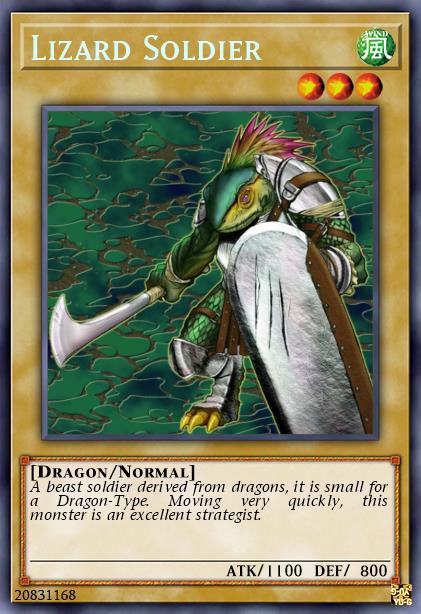 Lizard Soldier
WIND
風
[Dragon/Normal]
A beast soldier derived from dragons, it is small for
a Dragon-Type. Moving very quickly, this
monster is an excellent strategist.
ATK/1100 DEF/ 800
20831168